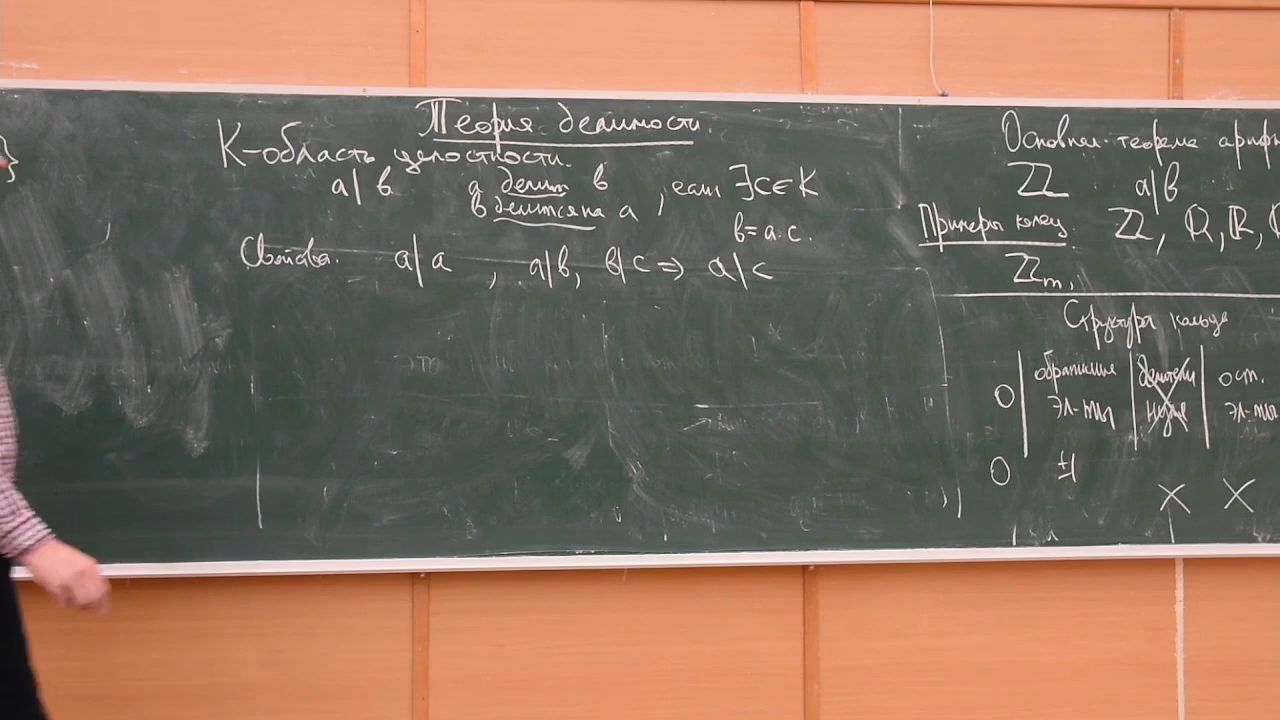 Теория делимости.
K-область целостности.
a|в a делит в, если ∃c∈K
в делится на a
в=a·c.
Свойства. a|a, a|в, в|c ⇒ a|c
Основная теорема арифм
ℤ a|в
Примеры колец ℤ, ℚ, ℝ,
ℤm,
Структура кольца
0 | обратимые | делители | ост.
эл-ты | нуля | эл-ты
0 ±1
× ×